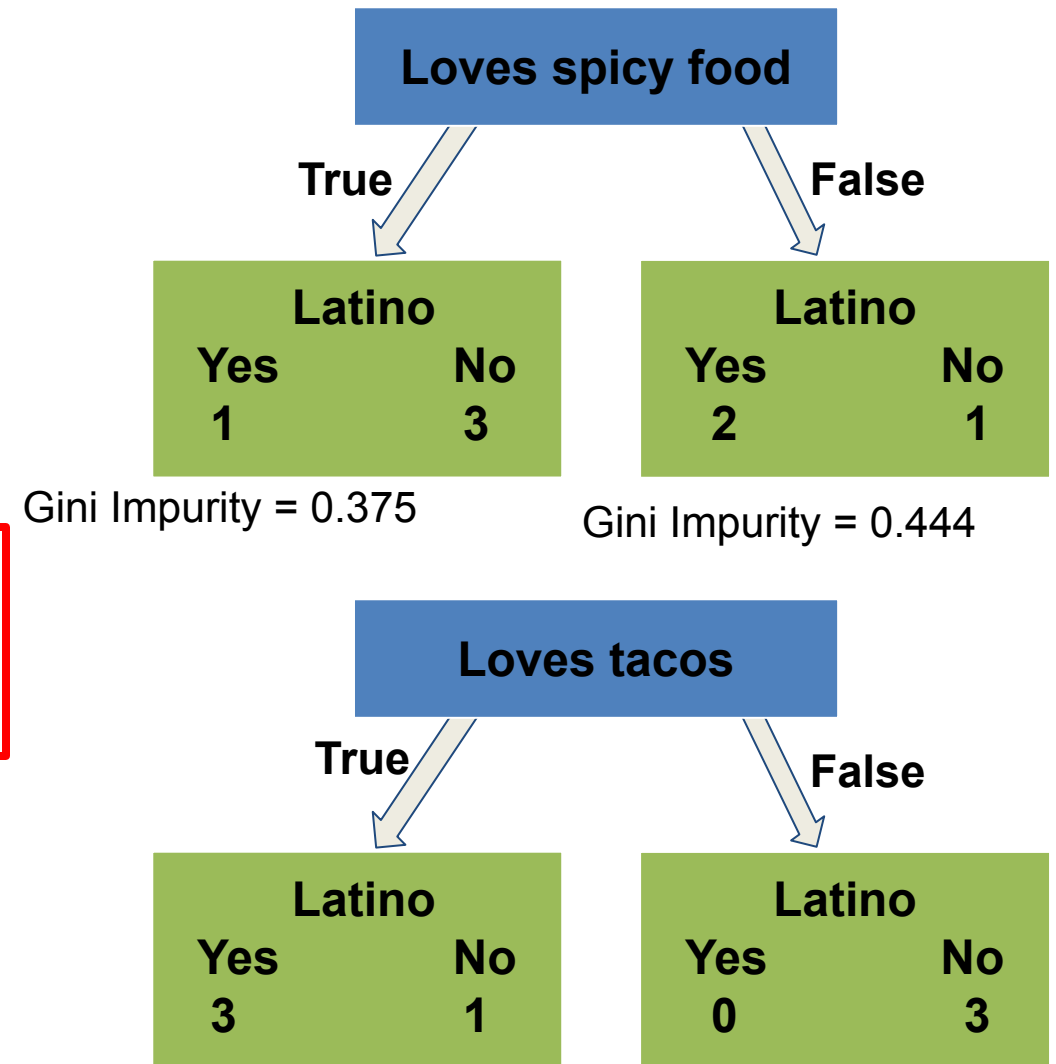 Loves spicy food
True False
Latino Latino
Yes No Yes No
1 3 2 1
Gini Impurity = 0.375 Gini Impurity = 0.444
Loves tacos
True False
Latino Latino
Yes No Yes No
3 1 0 3